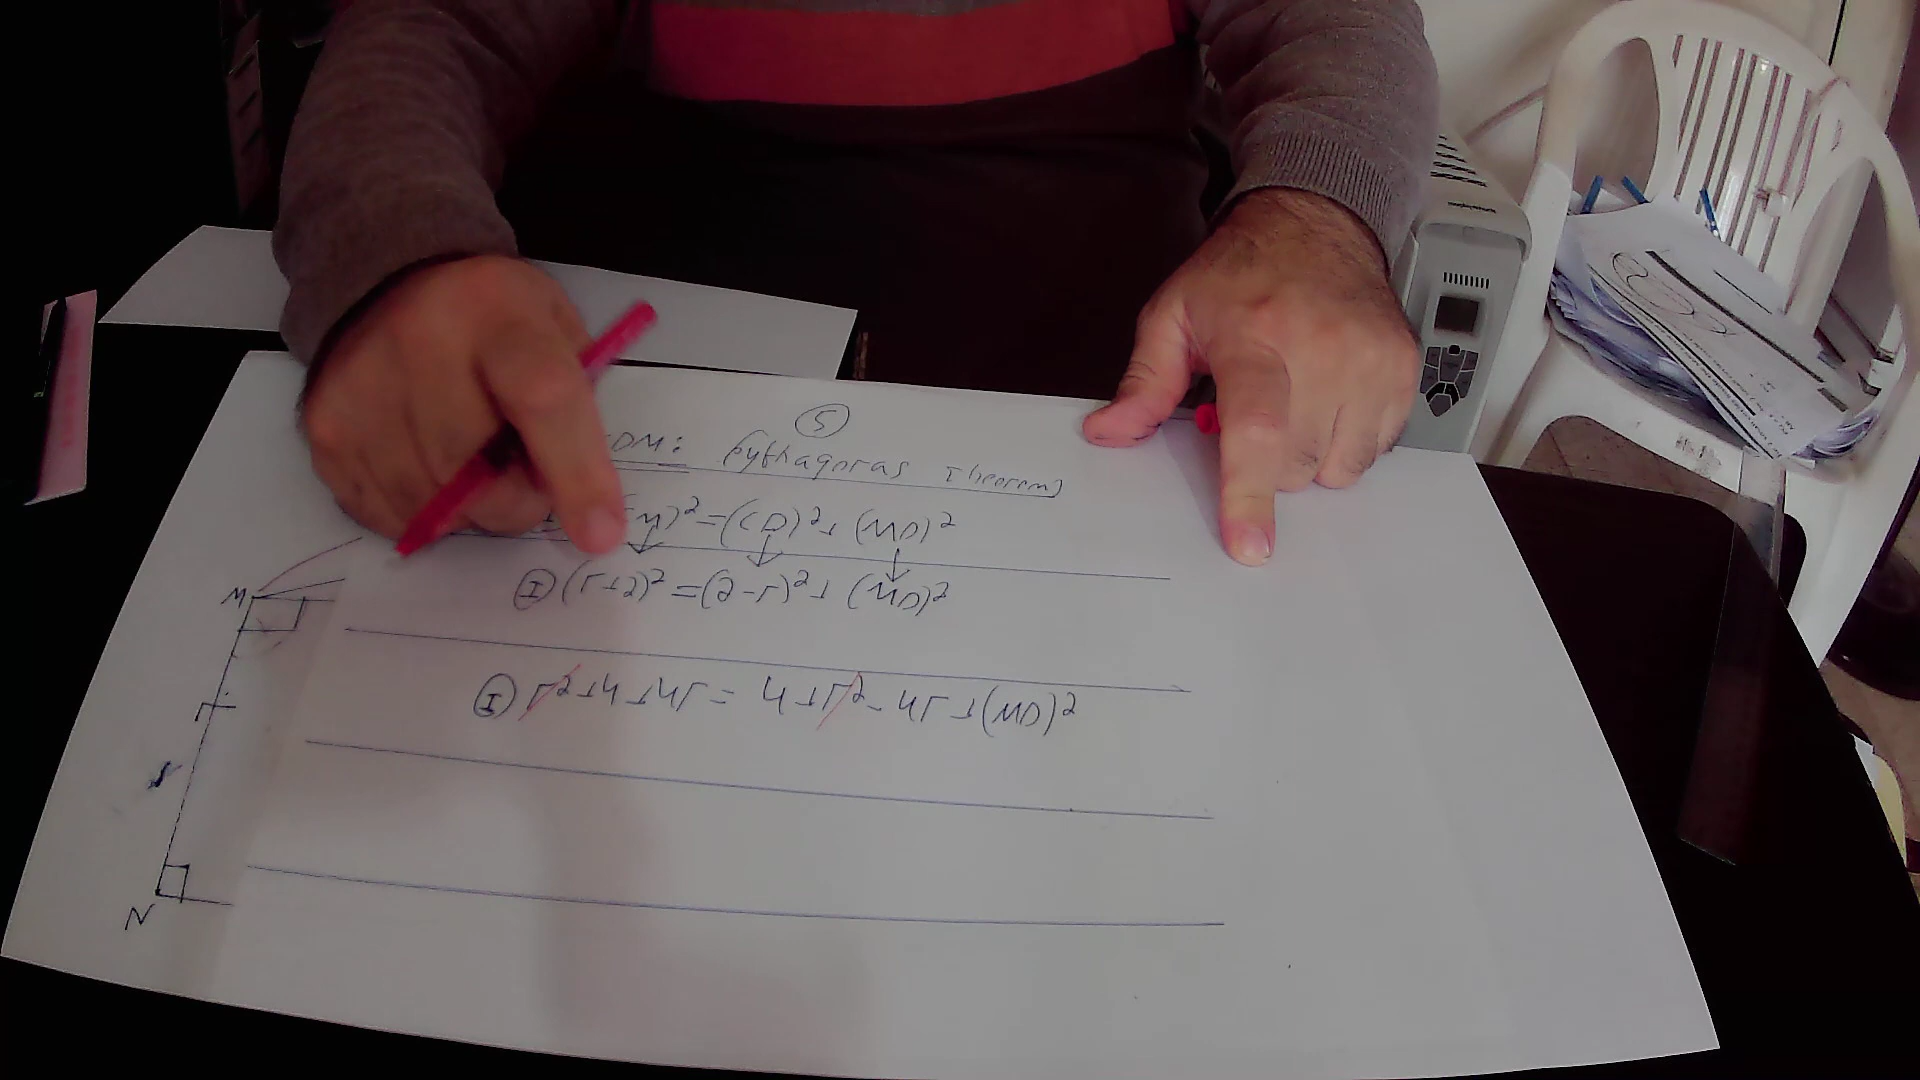 5
CDM: Pythagoras Theorem
M)² = (CD)² + (MD)²
I (r+2)² = (2-r)² + (MD)²
I r² + 4 + 4r = 4 + r² - 4r + (MD)²
M
N